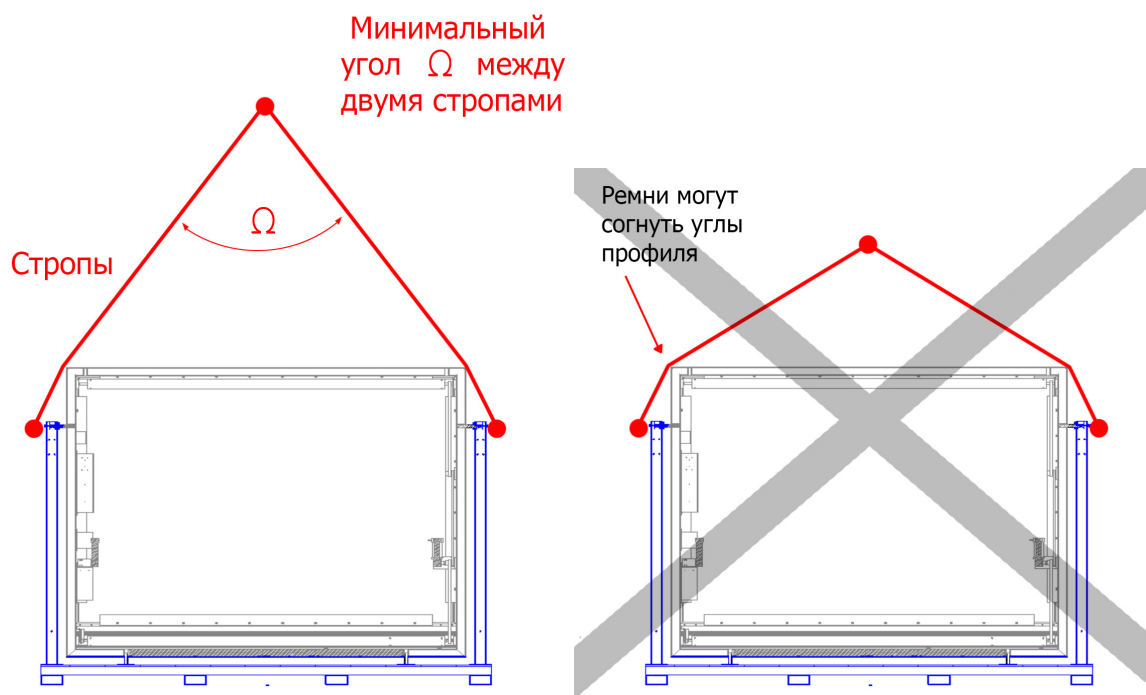 Минимальный
угол Ω между
двумя стропами
Ω
Стропы
Ремни могут
согнуть углы
профиля